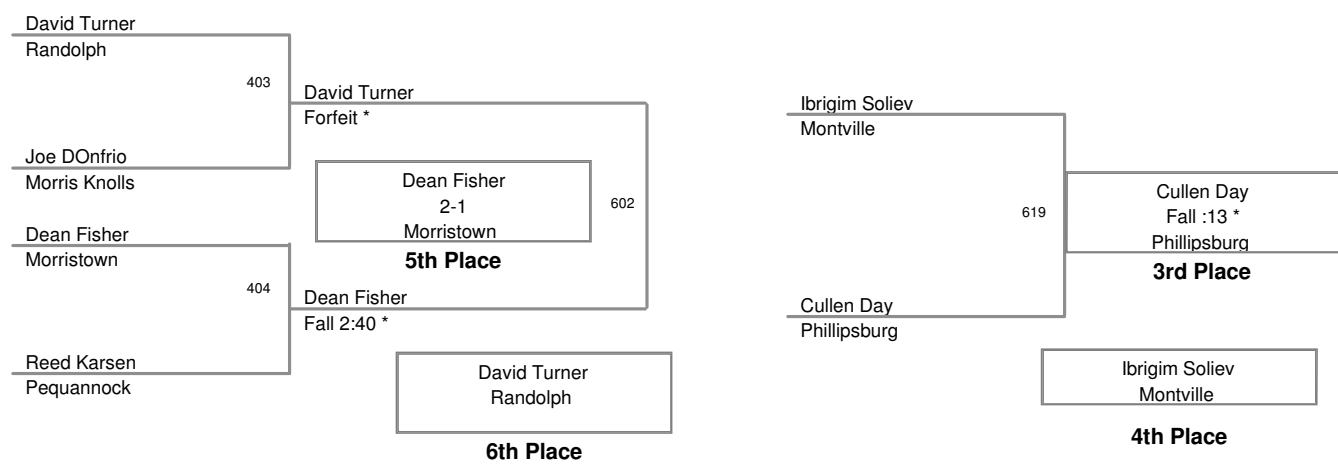 David Turner
Randolph
403
David Turner
Forfeit *
Joe DOnfrio
Morris Knolls
Dean Fisher
2-1
Morristown
5th Place
602
Dean Fisher
Morristown
404
Dean Fisher
Fall 2:40 *
Reed Karsen
Pequannock
David Turner
Randolph
6th Place
Ibrigim Soliev
Montville
619
Cullen Day
Fall :13 *
Phillipsburg
3rd Place
Cullen Day
Phillipsburg
Ibrigim Soliev
Montville
4th Place